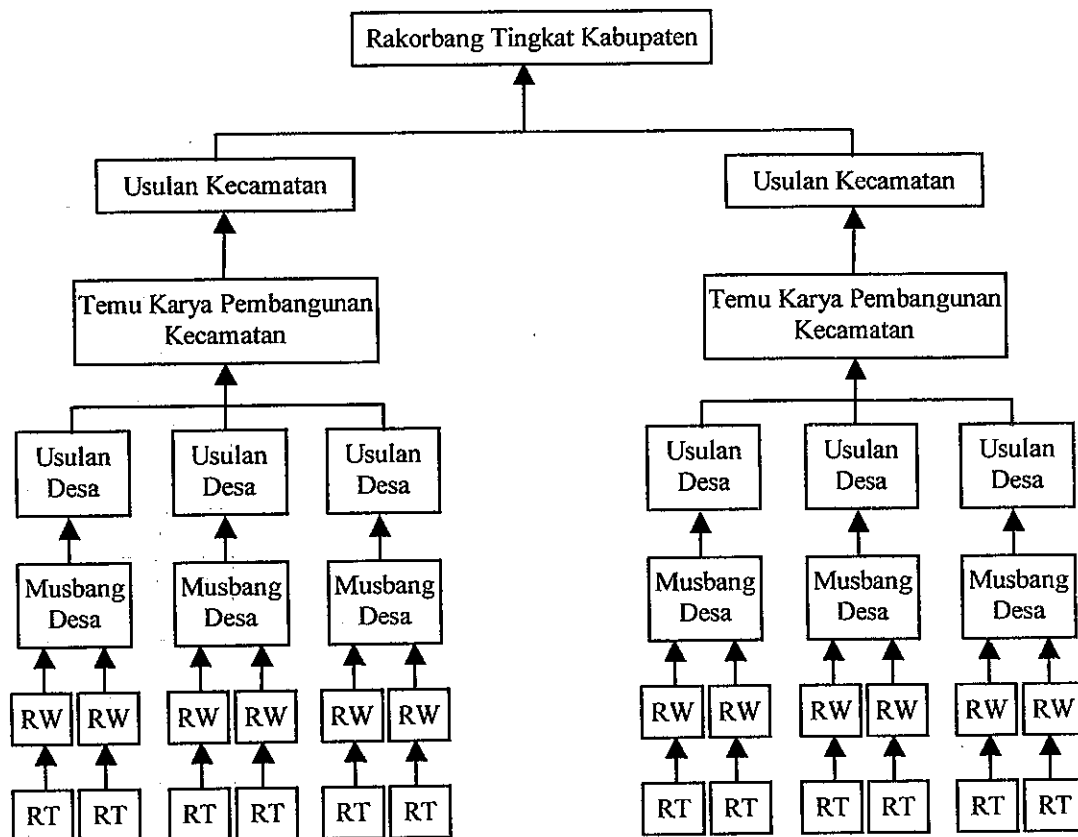 Rakorbang Tingkat Kabupaten
Usulan Kecamatan
Usulan Kecamatan
Temu Karya Pembangunan
Kecamatan
Temu Karya Pembangunan
Kecamatan
Usulan
Desa
Usulan
Desa
Usulan
Desa
Usulan
Desa
Usulan
Desa
Usulan
Desa
Musbang
Desa
Musbang
Desa
Musbang
Desa
Musbang
Desa
Musbang
Desa
Musbang
Desa
RW RW RW RW RW RW RW RW RW RW RW RW
RT RT RT RT RT RT RT RT RT RT RT RT